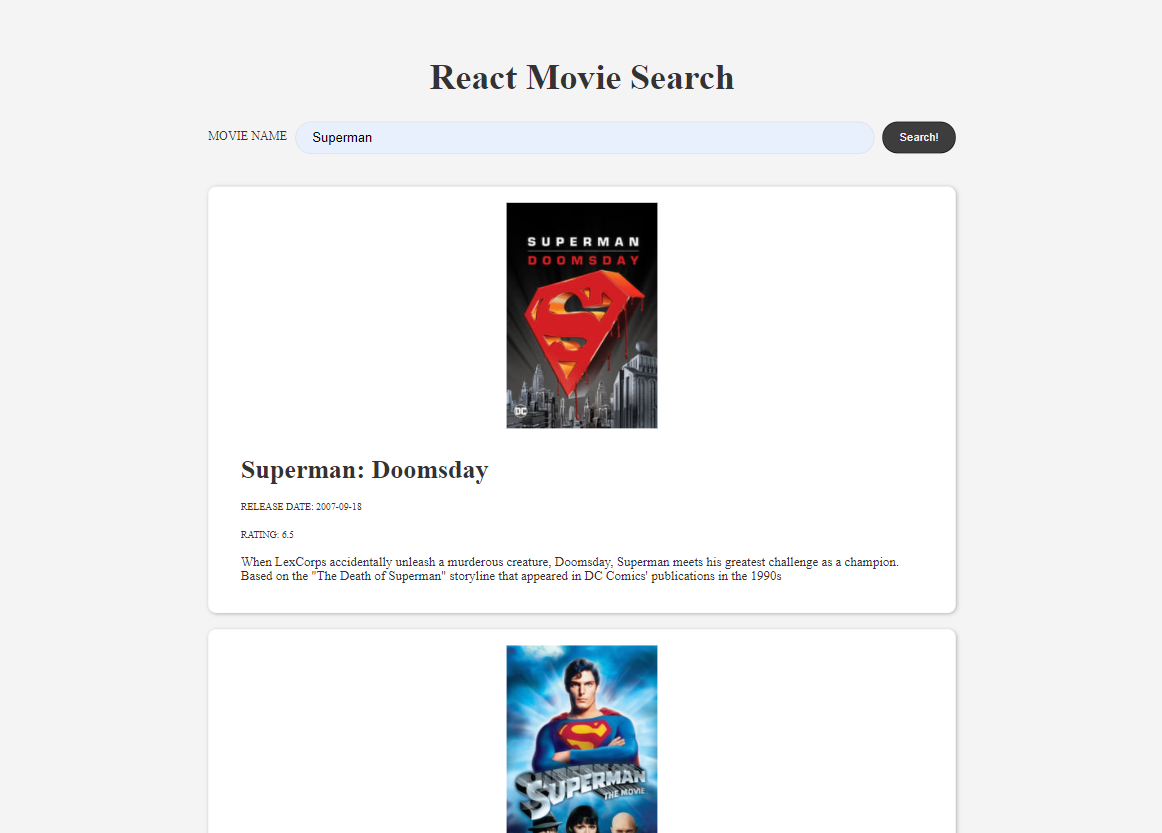 React Movie Search
MOVIE NAME Superman Search!
SUPERMAN
DOOMSDAY
DC
Superman: Doomsday
RELEASE DATE: 2007-09-18
RATING: 6.5
When LexCorps accidentally unleash a murderous creature, Doomsday, Superman meets his greatest challenge as a champion.
Based on the "The Death of Superman" storyline that appeared in DC Comics' publications in the 1990s
SUPERMAN
THE MOVIE